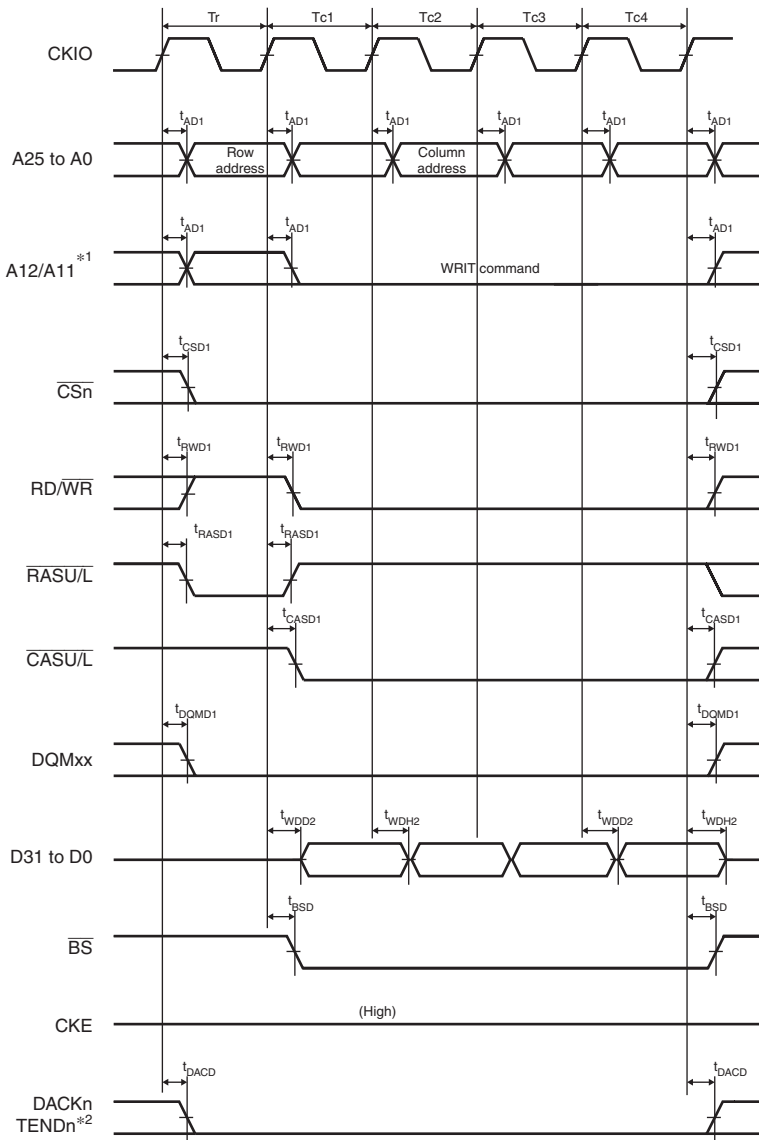 Tr Tc1 Tc2 Tc3 Tc4
CKIO
tAD1 tAD1 tAD1 tAD1 tAD1 tAD1
A25 to A0
Row address
Column address
tAD1 tAD1 tAD1
A12/A11 *1
WRIT command
tCSD1 tCSD1
CSn
tRWD1 tRWD1 tRWD1
RD/WR
tRASD1 tRASD1
RASU/L
tCASD1 tCASD1
CASU/L
tDQMD1 tDQMD1
DQMxx
tWDD2 tWDH2 tWDD2 tWDH2
D31 to D0
tBSD tBSD
BS
(High)
CKE
tDACD tDACD
DACKn
TENDn*2